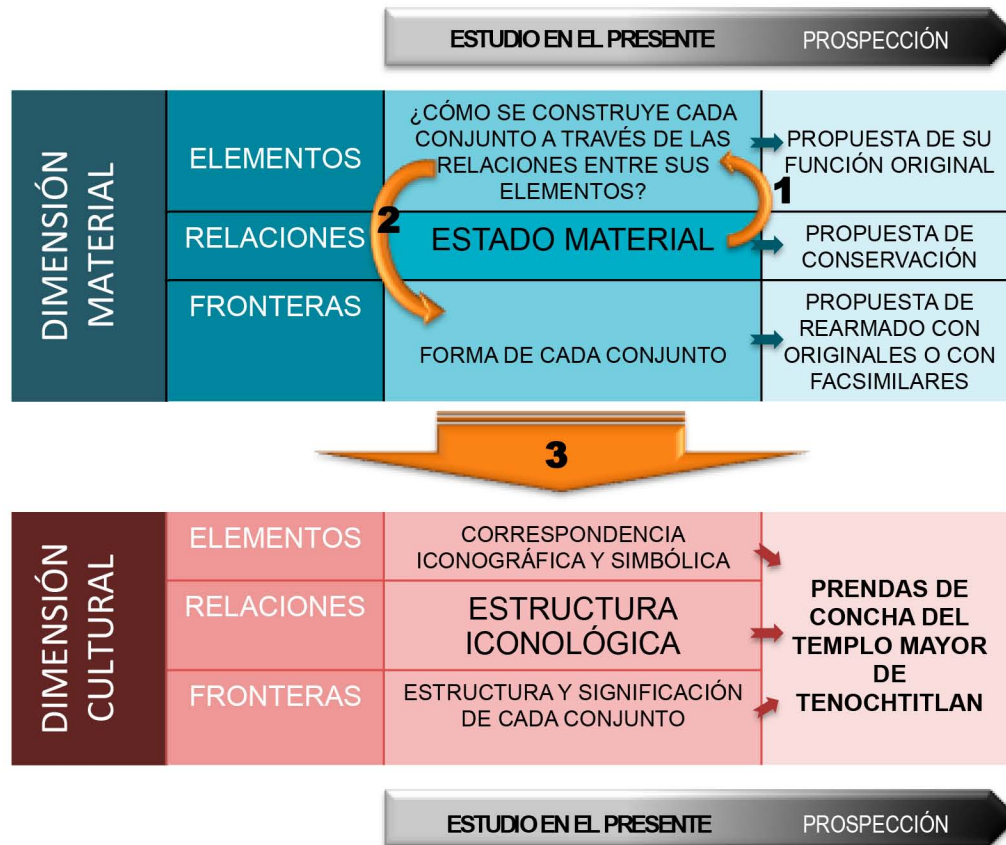 ESTUDIO EN EL PRESENTE PROSPECCIÓN
DIMENSIÓN
MATERIAL
ELEMENTOS
¿CÓMO SE CONSTRUYE CADA
CONJUNTO A TRAVÉS DE LAS
RELACIONES ENTRE SUS
ELEMENTOS?
PROPUESTA DE SU
FUNCIÓN ORIGINAL
1
2
RELACIONES
ESTADO MATERIAL
PROPUESTA DE
CONSERVACIÓN
FRONTERAS
FORMA DE CADA CONJUNTO
PROPUESTA DE
REARMADO CON
ORIGINALES O CON
FACSIMILARES
3
DIMENSIÓN
CULTURAL
ELEMENTOS
CORRESPONDENCIA
ICONOGRÁFICA Y SIMBÓLICA
RELACIONES
ESTRUCTURA
ICONOLÓGICA
FRONTERAS
ESTRUCTURA Y SIGNIFICACIÓN
DE CADA CONJUNTO
PRENDAS DE
CONCHA DEL
TEMPLO MAYOR
DE
TENOCHTITLAN
ESTUDIO EN EL PRESENTE PROSPECCIÓN